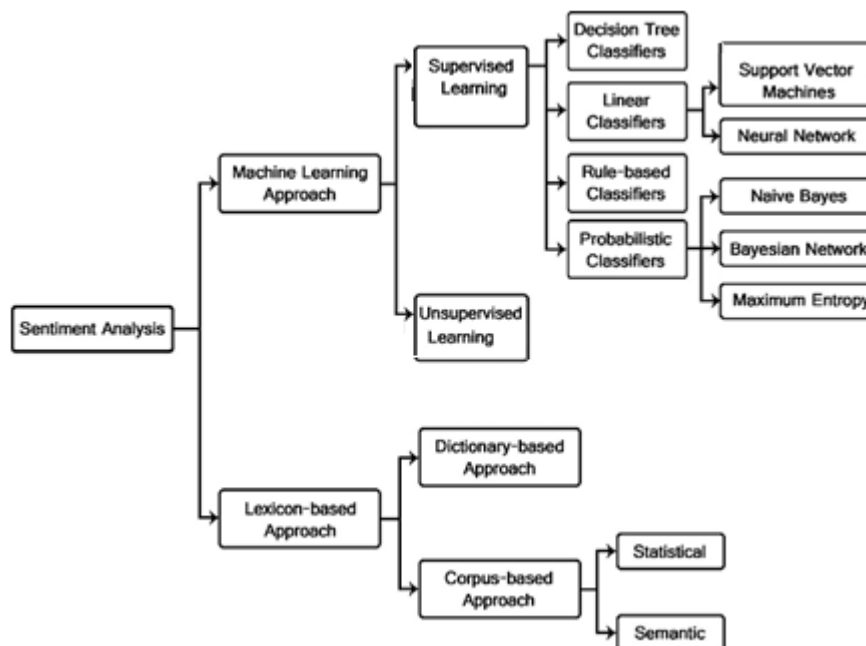 Decision Tree
Classifiers
Supervised
Learning
Support Vector
Machines
Linear
Classifiers
Neural Network
Machine Learning
Approach
Rule-based
Classifiers
Naive Bayes
Probabilistic
Classifiers
Bayesian Network
Maximum Entropy
Sentiment Analysis
Unsupervised
Learning
Dictionary-based
Approach
Lexicon-based
Approach
Statistical
Corpus-based
Approach
Semantic